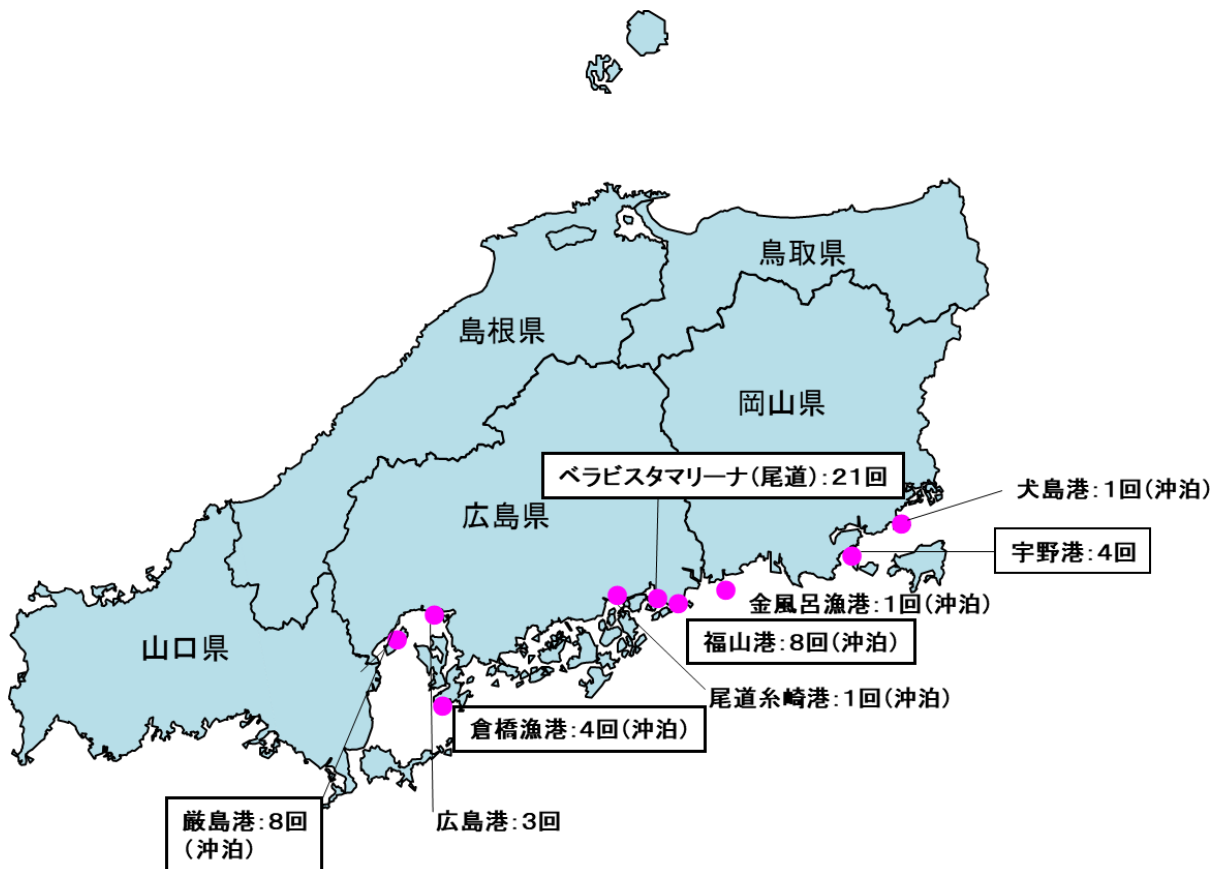 鳥取県
島根県
岡山県
ベラビスタマリーナ(尾道):21回
犬島港:1回(沖泊)
広島県
宇野港:4回
金風呂漁港:1回(沖泊)
福山港:8回(沖泊)
山口県
尾道糸崎港:1回(沖泊)
倉橋漁港:4回(沖泊)
厳島港:8回
(沖泊)
広島港:3回